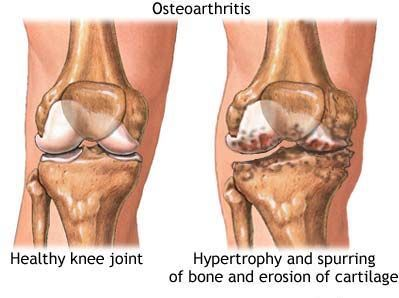 Osteoarthritis
Healthy knee joint
Hypertrophy and spurring
of bone and erosion of cartilage